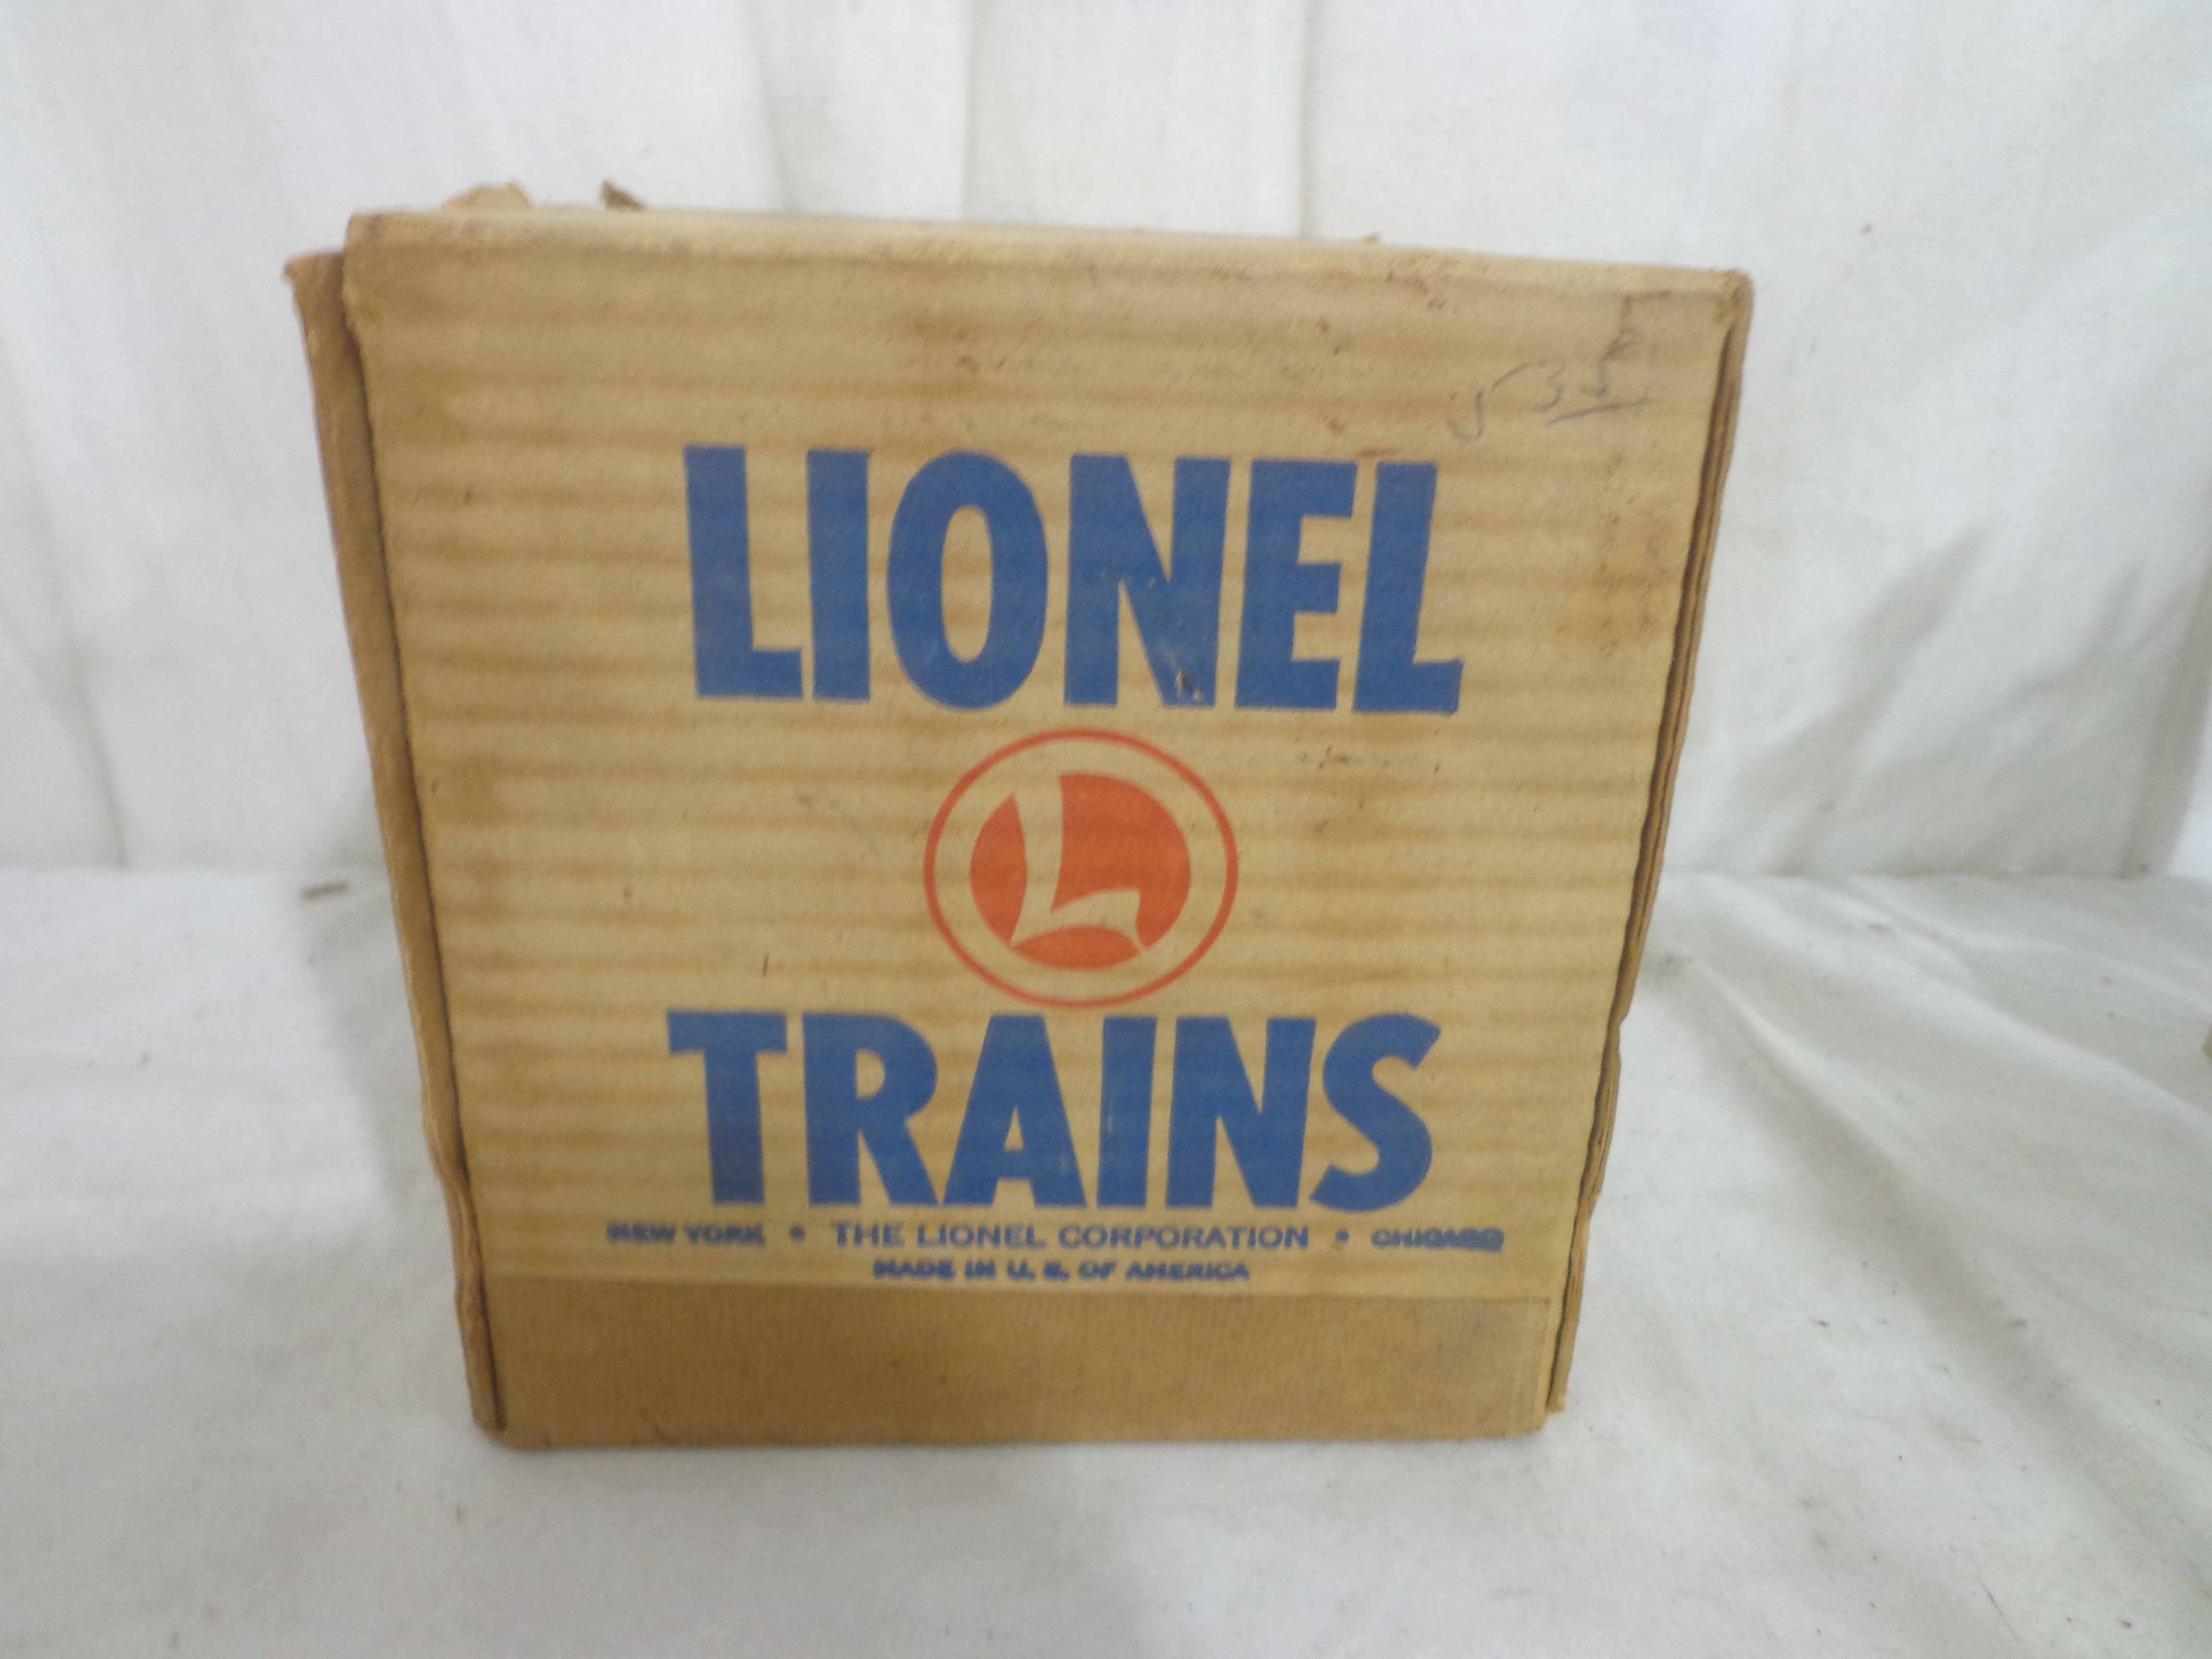 LIONEL
L
TRAINS
NEW YORK • THE LIONEL CORPORATION • CHICAGO
MADE IN U. S. OF AMERICA